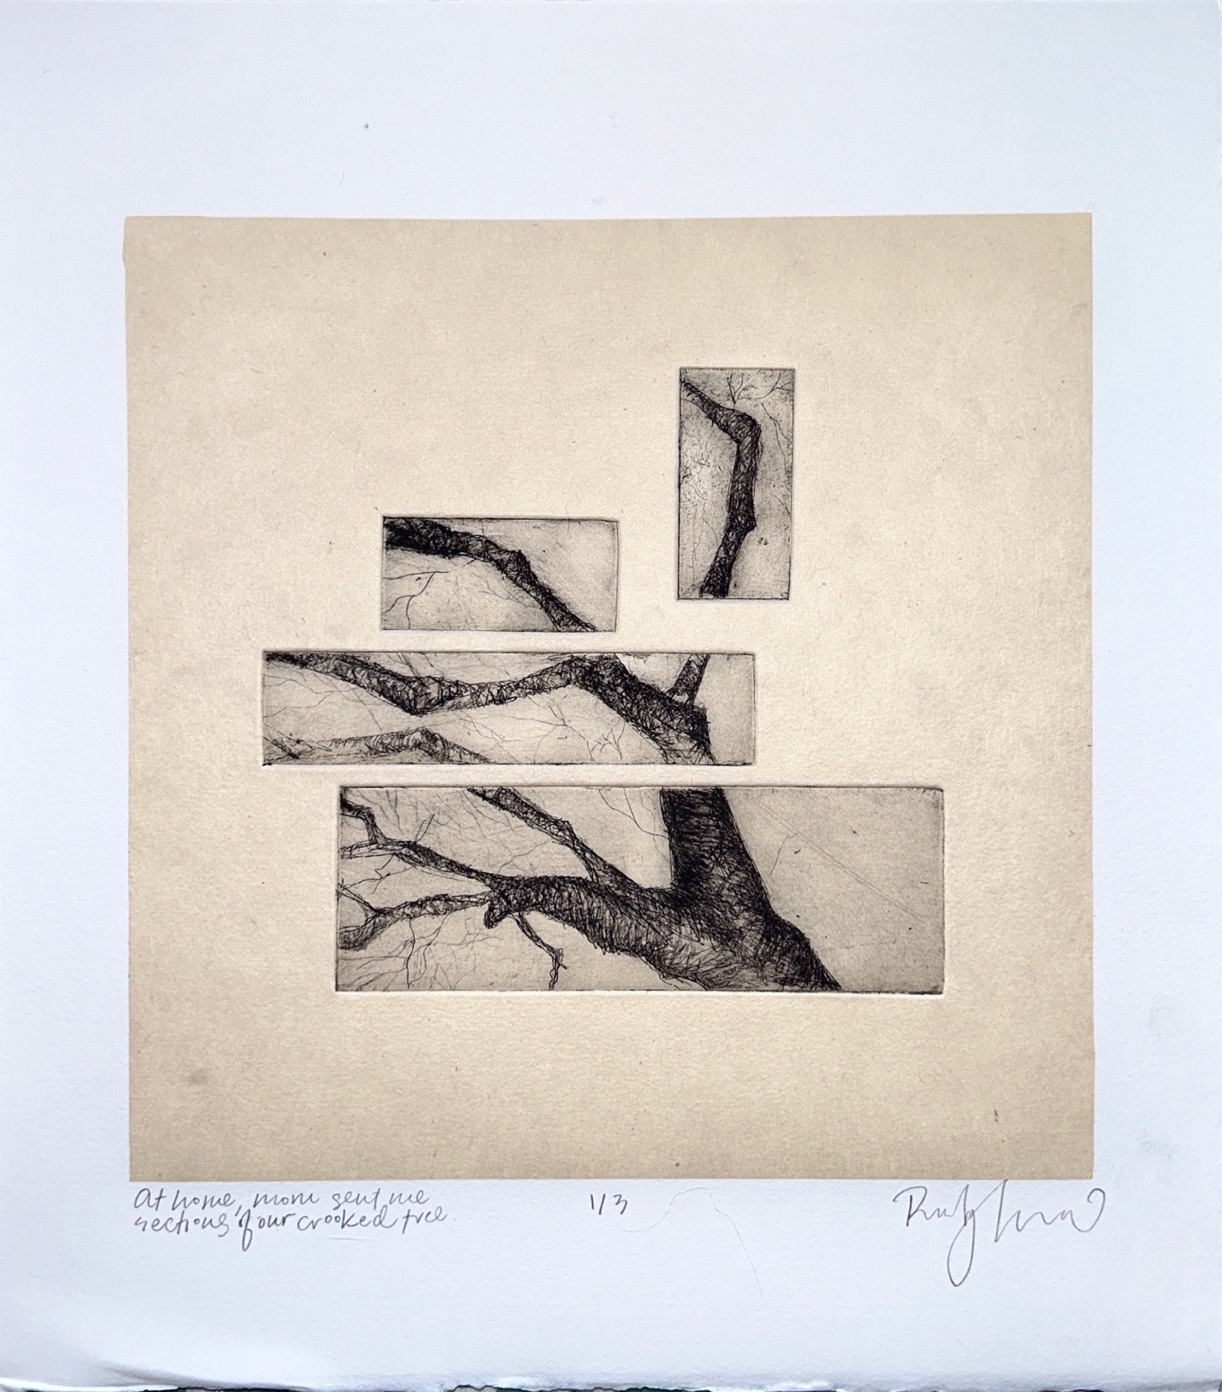 At home, mom sent me
sections of our crooked tree.
1/3